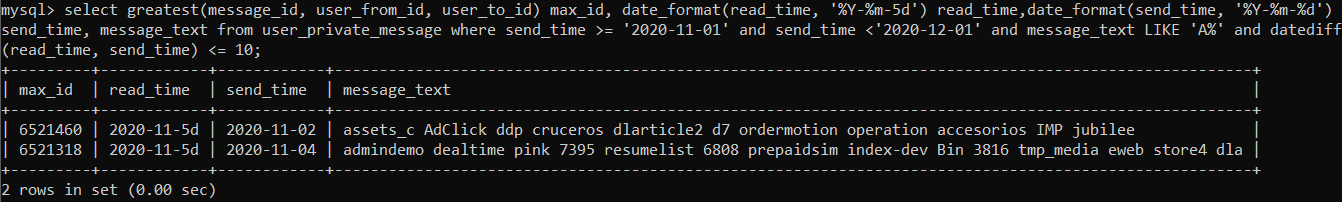 mysql> select greatest(message_id, user_from_id, user_to_id) max_id, date_format(read_time, '%Y-%m-5d') read_time,date_format(send_time, '%Y-%m-%d')
send_time, message_text from user_private_message where send_time >= '2020-11-01' and send_time <'2020-12-01' and message_text LIKE 'A%' and datediff
(read_time, send_time) <= 10;
+---------+------------+------------+--------------------------------------------------------------------------------------------+
| max_id | read_time | send_time | message_text |
+---------+------------+------------+--------------------------------------------------------------------------------------------+
| 6521460 | 2020-11-5d | 2020-11-02 | assets_c AdClick ddp cruceros dlarticle2 d7 ordermotion operation accesorios IMP jubilee |
| 6521318 | 2020-11-5d | 2020-11-04 | admindemo dealtime pink 7395 resumelist 6808 prepaidsim index-dev Bin 3816 tmp_media eweb store4 dla |
+---------+------------+------------+--------------------------------------------------------------------------------------------+
2 rows in set (0.00 sec)